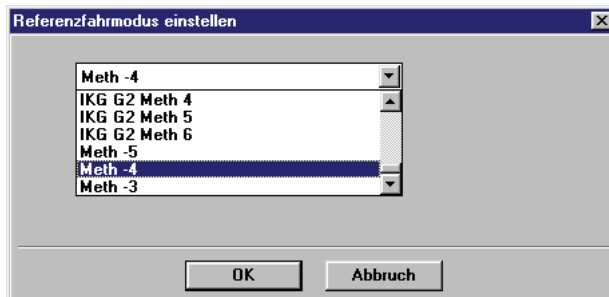 Referenzfahrmodus einstellen
Meth -4
IKG G2 Meth 4
IKG G2 Meth 5
IKG G2 Meth 6
Meth -5
Meth -4
Meth -3
OK
Abbruch